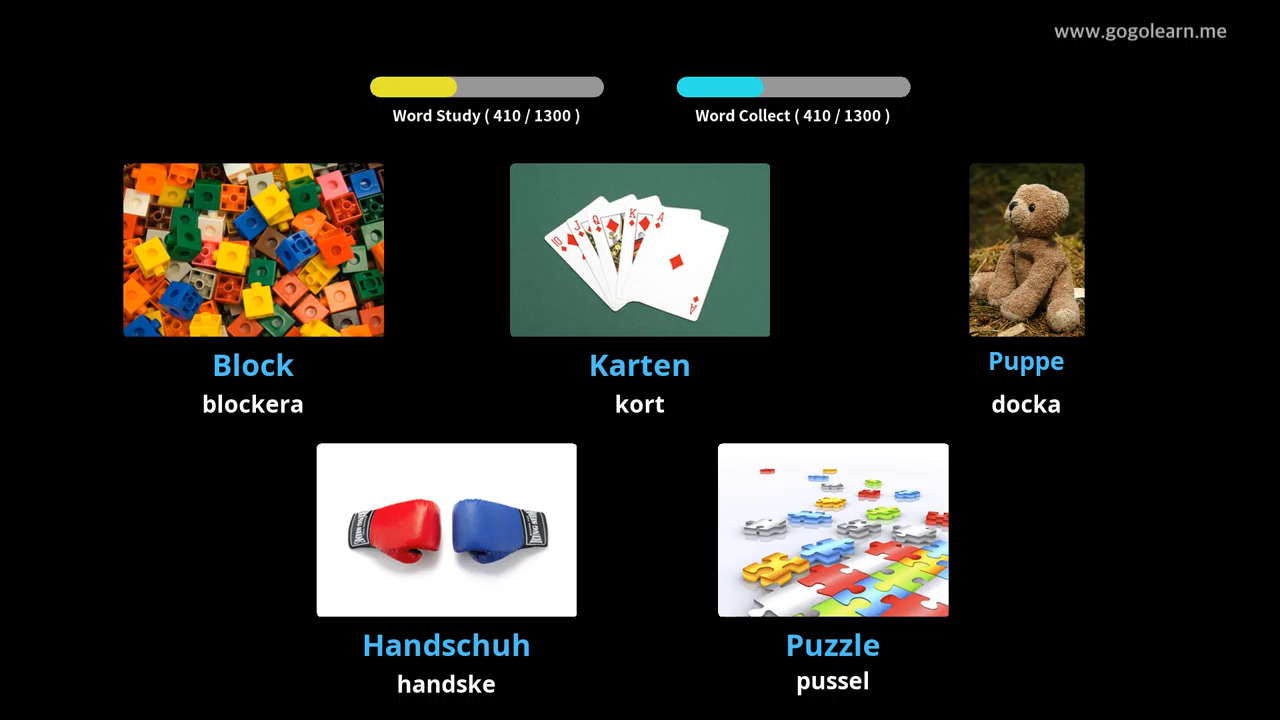 www.gogolearn.me
Word Study ( 410 / 1300 )
Word Collect ( 410 / 1300 )
10 J Q K A
A
Block
Karten
Puppe
blockera
kort
docka
Handschuh
Puzzle
handske
pussel